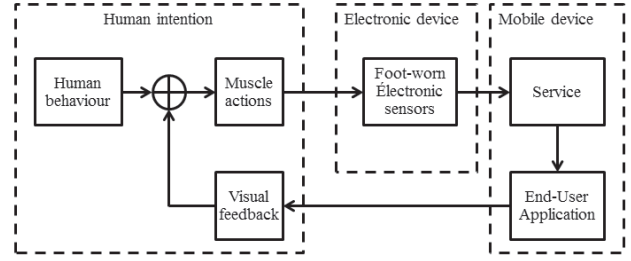 Human intention
Electronic device
Mobile device
Human
behaviour
Muscle
actions
Foot-worn
Électronic
sensors
Service
Visual
feedback
End-User
Application